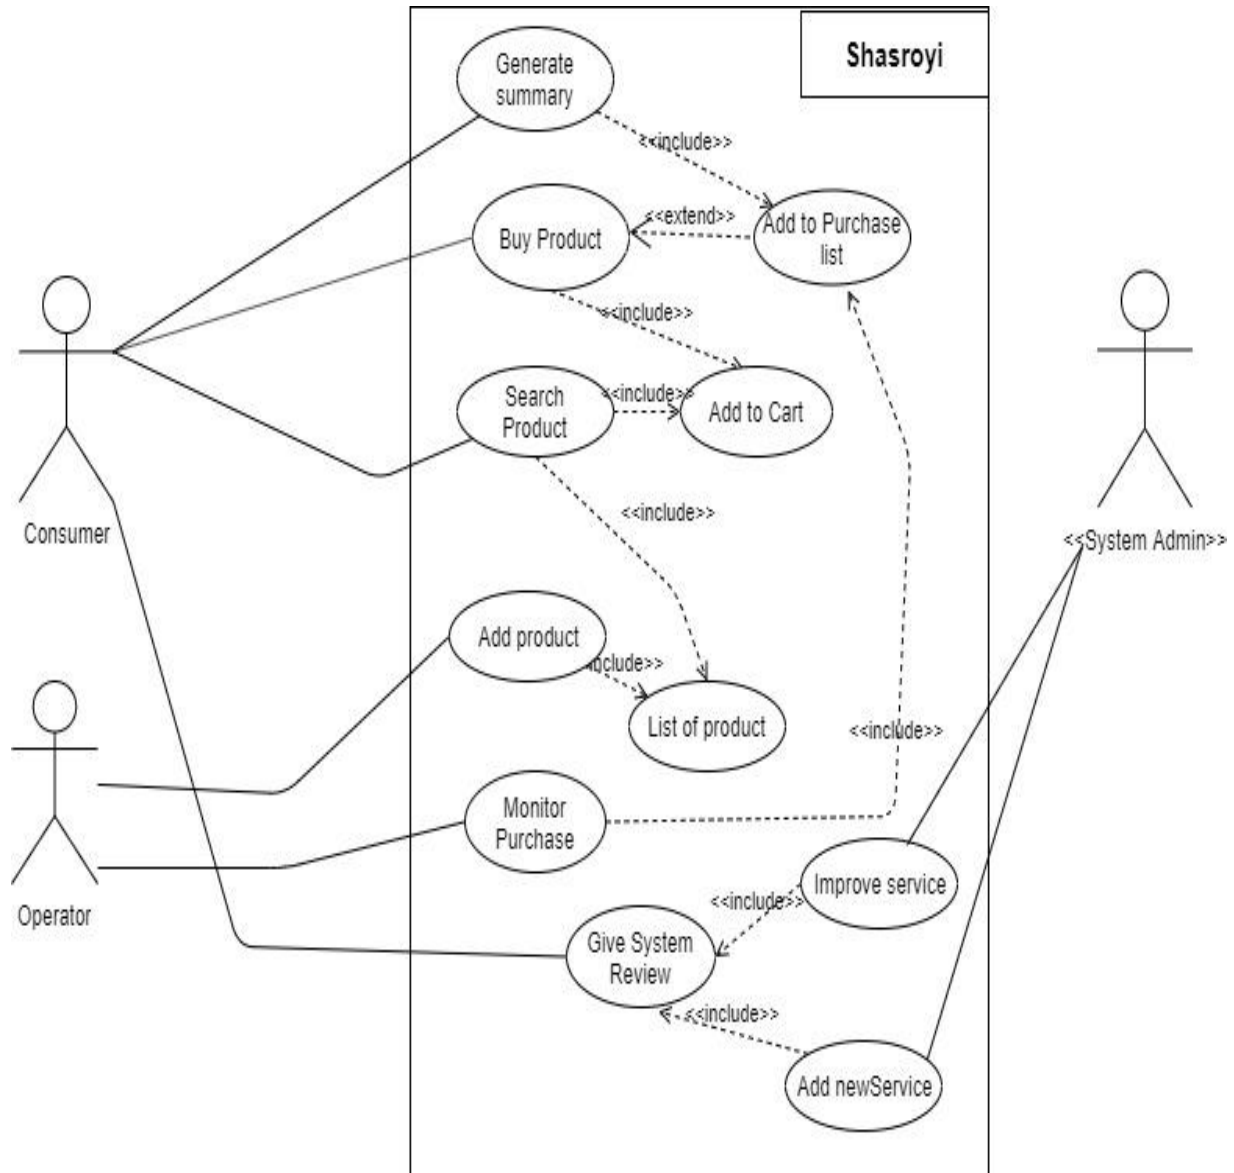 Shasroyi
Generate
summary
<<include>>
Buy Product
<<extend>>
Add to Purchase
list
<<include>>
Search
Product
<<include>>
Add to Cart
Consumer
<<include>>
<<System Admin>>
Add product
include>>
List of product
<<include>>
Monitor
Purchase
Operator
Improve service
<<include>>
Give System
Review
<<include>>
Add newService